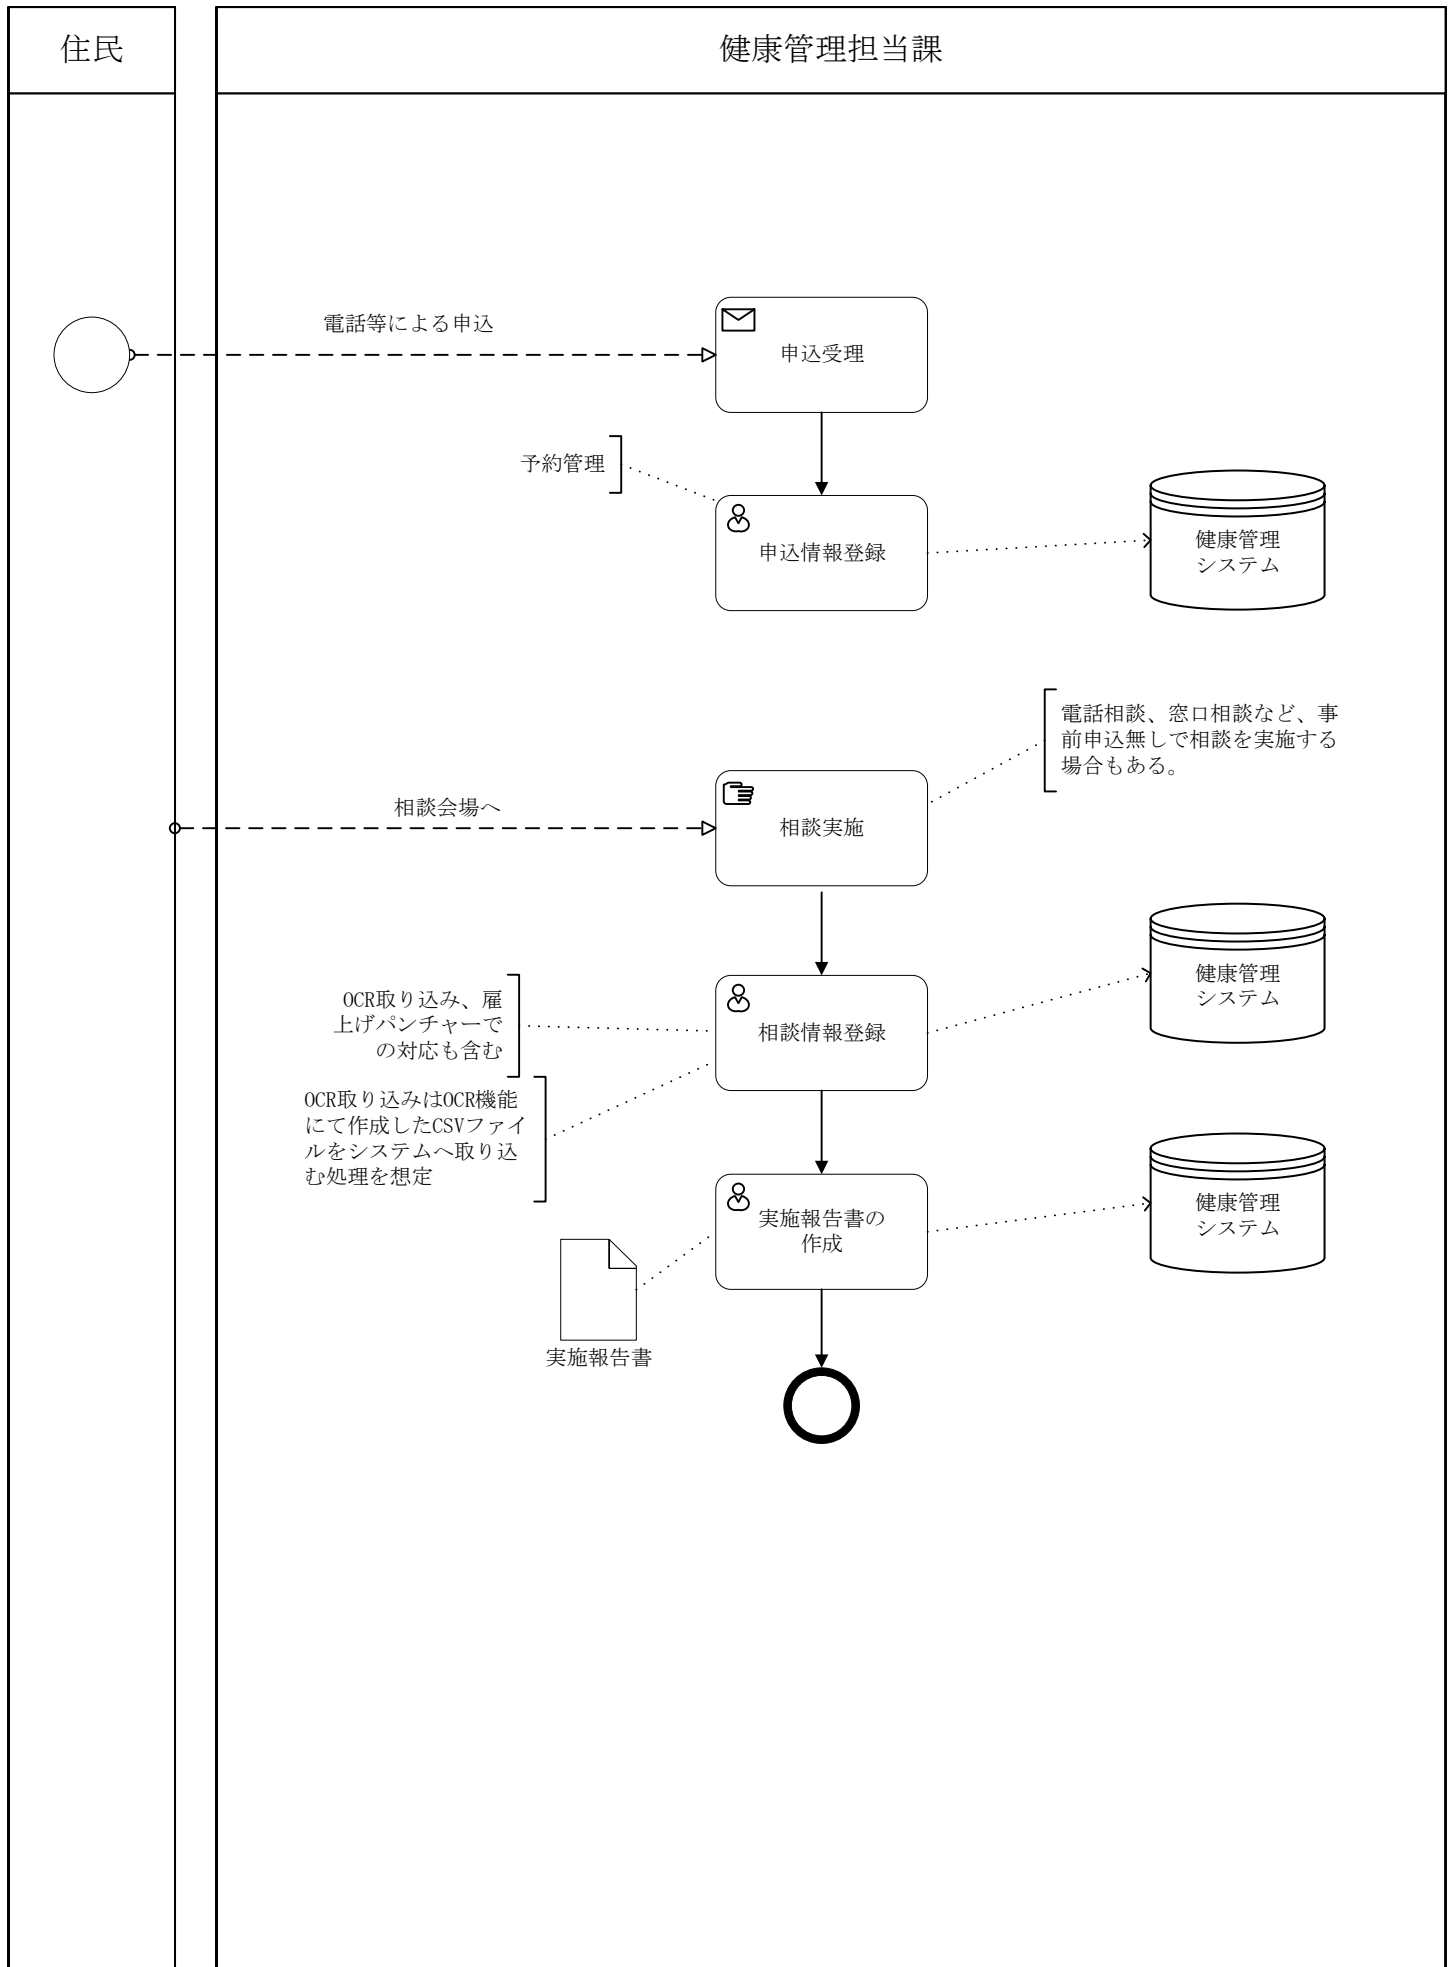 住民
健康管理担当課
電話等による申込
申込受理
予約管理
申込情報登録
健康管理
システム
電話相談、窓口相談など、事
前申込無しで相談を実施する
場合もある。
相談会場へ
相談実施
OCR取り込み、雇
上げパンチャーで
の対応も含む
相談情報登録
健康管理
システム
OCR取り込みはOCR機能
にて作成したCSVファイ
ルをシステムへ取り込
む処理を想定
実施報告書の
作成
健康管理
システム
実施報告書